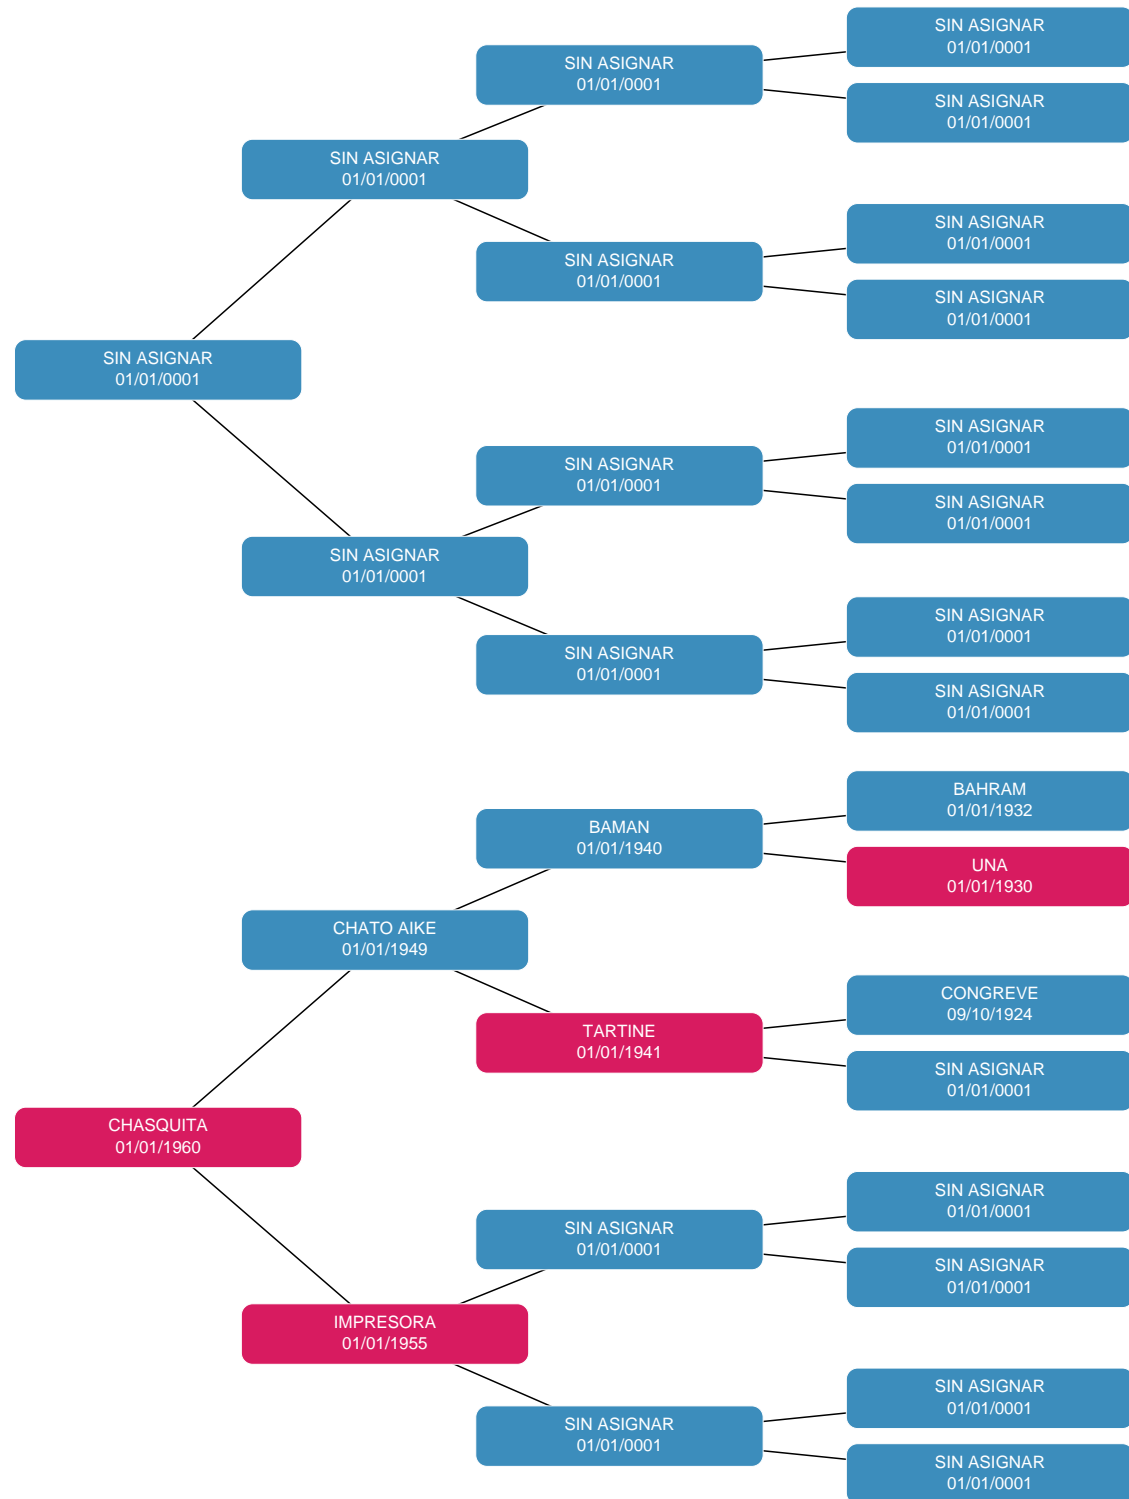 SIN ASIGNAR
01/01/0001
SIN ASIGNAR
01/01/0001
SIN ASIGNAR
01/01/0001
SIN ASIGNAR
01/01/0001
SIN ASIGNAR
01/01/0001
SIN ASIGNAR
01/01/0001
SIN ASIGNAR
01/01/0001
SIN ASIGNAR
01/01/0001
SIN ASIGNAR
01/01/0001
SIN ASIGNAR
01/01/0001
SIN ASIGNAR
01/01/0001
SIN ASIGNAR
01/01/0001
SIN ASIGNAR
01/01/0001
SIN ASIGNAR
01/01/0001
SIN ASIGNAR
01/01/0001
BAHRAM
01/01/1932
BAMAN
01/01/1940
UNA
01/01/1930
CHATO AIKE
01/01/1949
CONGREVE
09/10/1924
TARTINE
01/01/1941
SIN ASIGNAR
01/01/0001
CHASQUITA
01/01/1960
SIN ASIGNAR
01/01/0001
SIN ASIGNAR
01/01/0001
SIN ASIGNAR
01/01/0001
IMPRESORA
01/01/1955
SIN ASIGNAR
01/01/0001
SIN ASIGNAR
01/01/0001
SIN ASIGNAR
01/01/0001